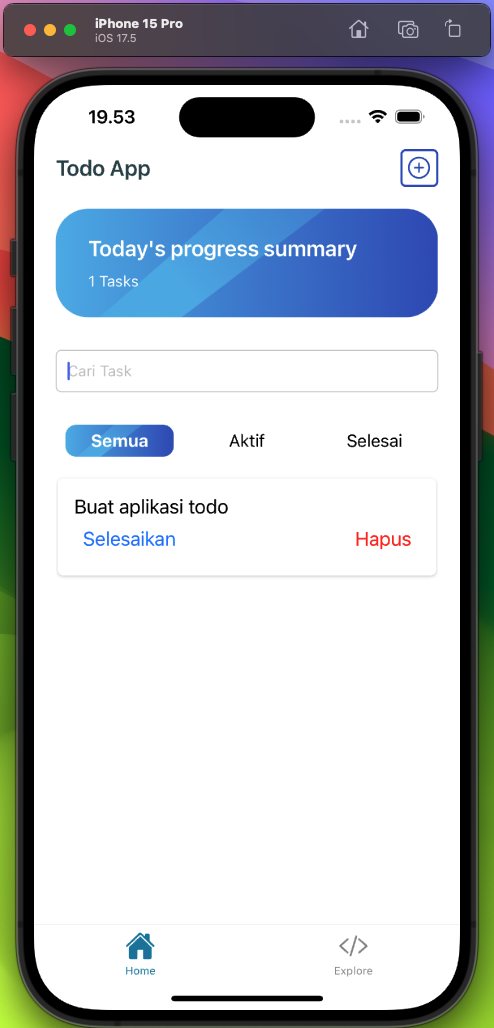 iPhone 15 Pro
iOS 17.5
19.53
Todo App
Today's progress summary
1 Tasks
Cari Task
Semua Aktif Selesai
Buat aplikasi todo
Selesaikan Hapus
Home Explore